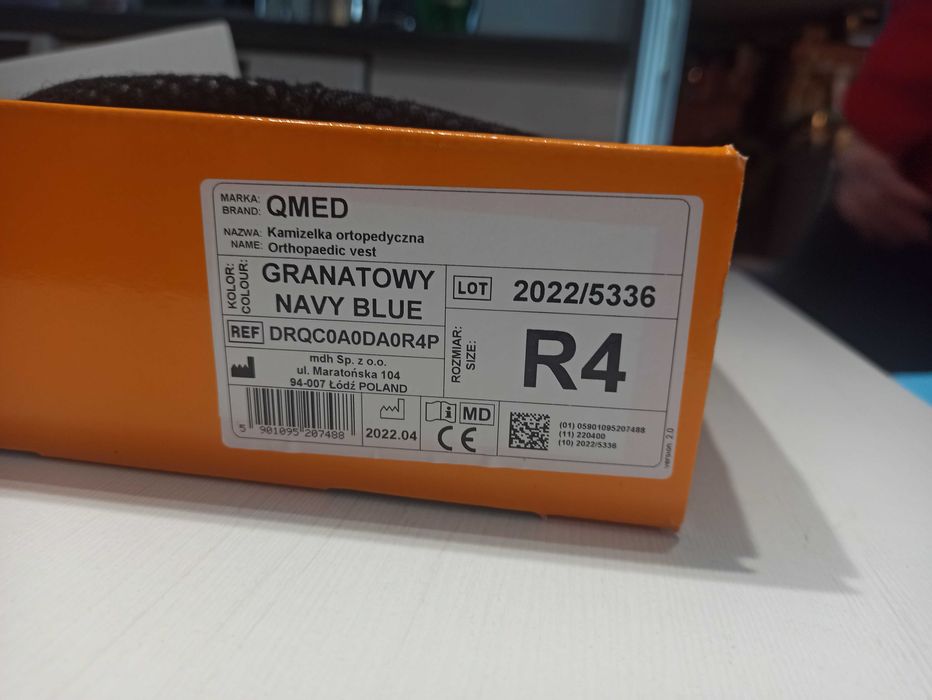 MARKA:
BRAND: QMED
NAZWA: Kamizelka ortopedyczna
NAME: Orthopaedic vest
KOLOR:
COLOUR:
GRANATOWY
NAVY BLUE
LOT 2022/5336
REF DRQC0A0DA0R4P
ROZMIAR:
SIZE:
R4
mdh Sp. z o.o.
ul. Maratońska 104
94-007 Łódź POLAND
5 901095 207488
2022.04
MD
CE
(01) 05901095207488
(11) 220400
(10) 2022/5336
version 2.0